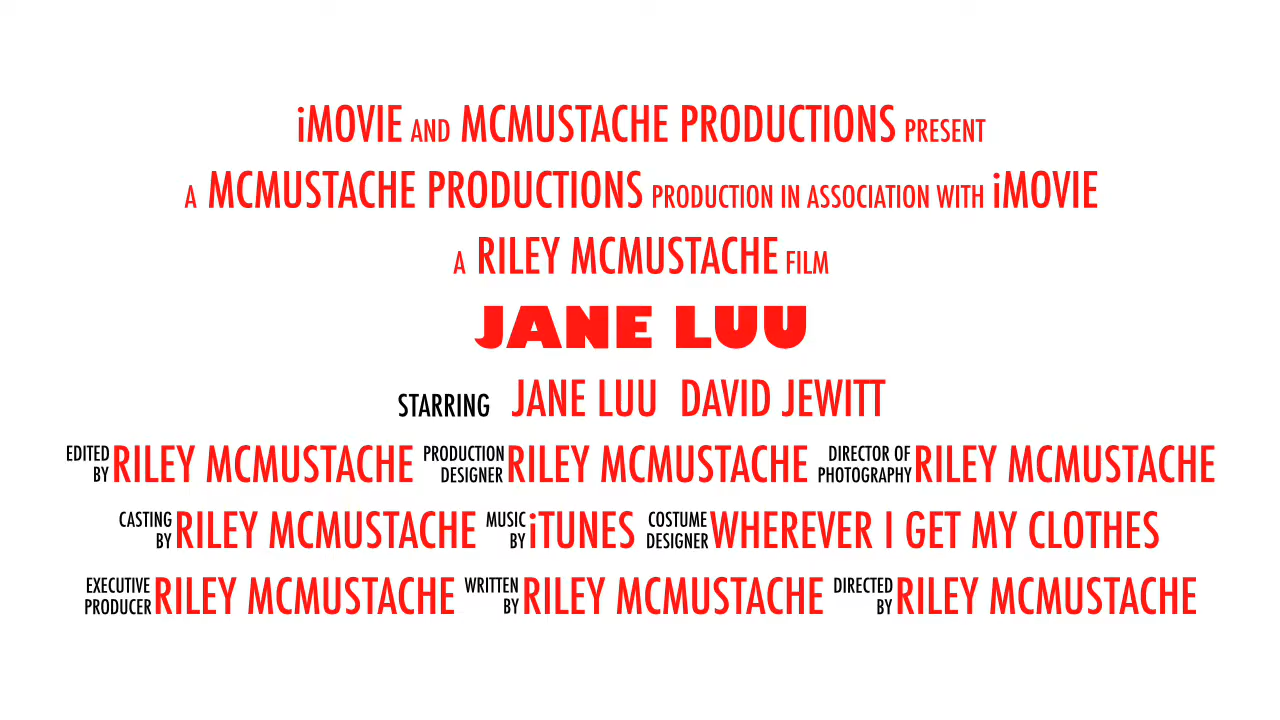 iMOVIE AND MCMUSTACHE PRODUCTIONS PRESENT
A MCMUSTACHE PRODUCTIONS PRODUCTION IN ASSOCIATION WITH iMOVIE
A RILEY MCMUSTACHE FILM
JANE LUU
STARRING JANE LUU DAVID JEWITT
EDITED BY RILEY MCMUSTACHE PRODUCTION DESIGNER RILEY MCMUSTACHE DIRECTOR OF PHOTOGRAPHY RILEY MCMUSTACHE
CASTING BY RILEY MCMUSTACHE MUSIC BY iTUNES COSTUME DESIGNER WHEREVER I GET MY CLOTHES
EXECUTIVE PRODUCER RILEY MCMUSTACHE WRITTEN BY RILEY MCMUSTACHE DIRECTED BY RILEY MCMUSTACHE